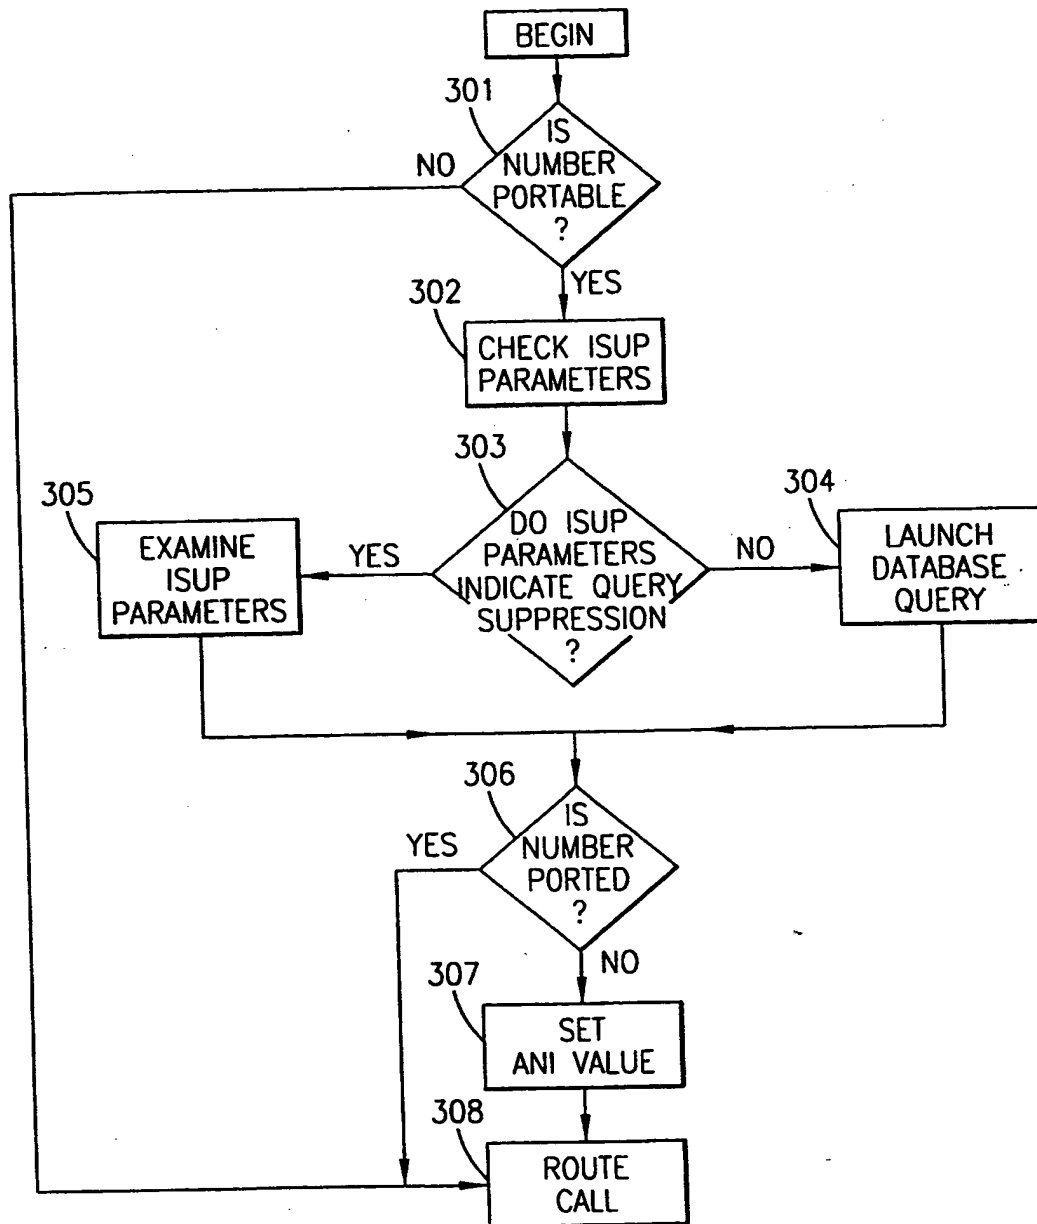 BEGIN
301
IS
NUMBER
PORTABLE
?
NO
YES
302
CHECK ISUP
PARAMETERS
303
DO ISUP
PARAMETERS
INDICATE QUERY
SUPPRESSION
?
YES
NO
305
EXAMINE
ISUP
PARAMETERS
304
LAUNCH
DATABASE
QUERY
306
IS
NUMBER
PORTED
?
YES
NO
307
SET
ANI VALUE
308
ROUTE
CALL